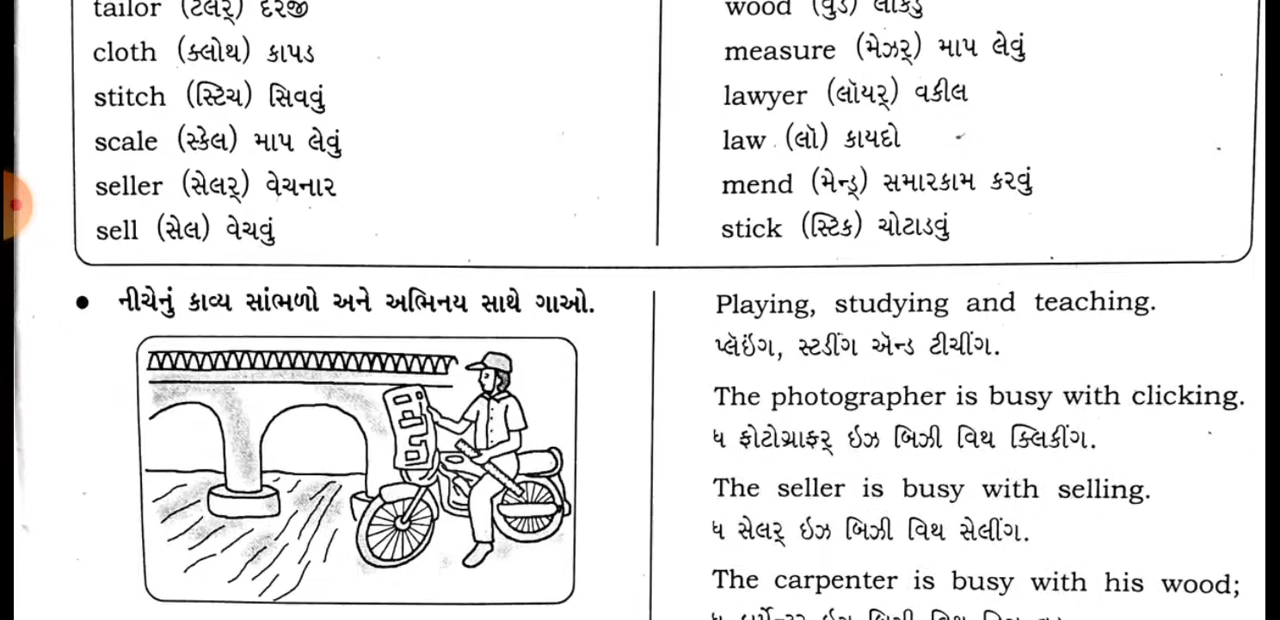 tailor (ટેલર્) દરજી
cloth (ક્લોથ) કાપડ
stitch (સ્ટિચ) સિવવું
scale (સ્કેલ) માપ લેવું
seller (સેલર્) વેચનાર
sell (સેલ) વેચવું
wood (વુડ) લાકડું
measure (મેઝર્) માપ લેવું
lawyer (લૉયર્) વકીલ
law (લૉ) કાયદો
mend (મેન્ડ્) સમારકામ કરવું
stick (સ્ટિક) ચોટાડવું
• નીચેનું કાવ્ય સાંભળો અને અભિનય સાથે ગાઓ.
Playing, studying and teaching.
પ્લેઇંગ, સ્ટડીંગ ઍન્ડ ટીચીંગ.
The photographer is busy with clicking.
ધ ફોટોગ્રાફર્ ઇઝ બિઝી વિથ ક્લિકીંગ.
The seller is busy with selling.
ધ સેલર્ ઇઝ બિઝી વિથ સેલીંગ.
The carpenter is busy with his wood;